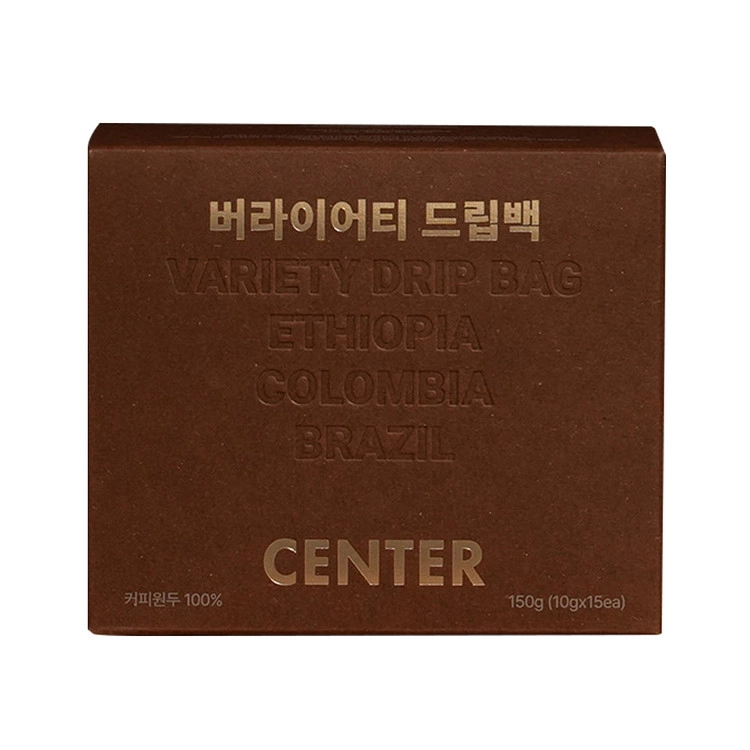 버라이어티 드립백
VARIETY DRIP BAG
ETHIOPIA
COLOMBIA
BRAZIL
CENTER
커피원두 100%
150g (10gx15ea)